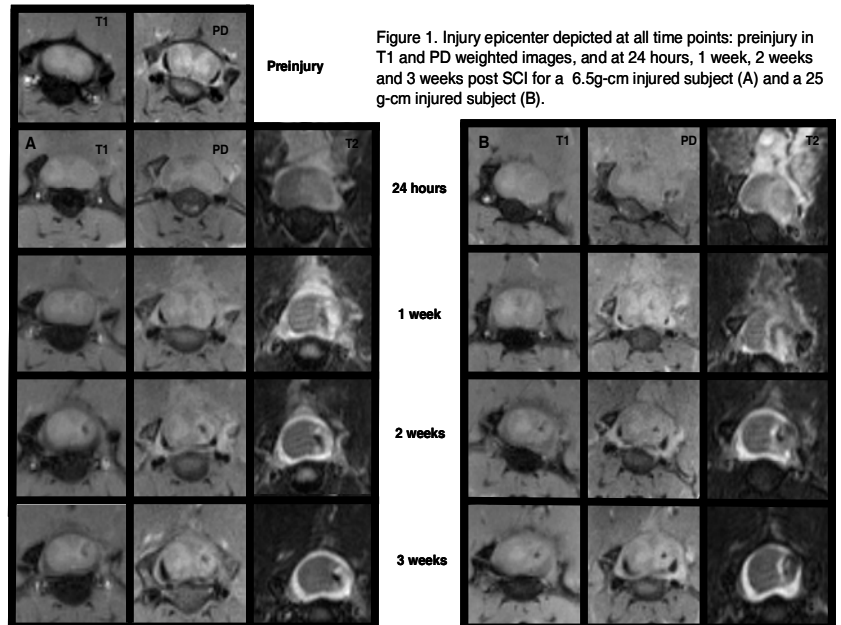 T1
PD
Preinjury
Figure 1. Injury epicenter depicted at all time points: preinjury in
T1 and PD weighted images, and at 24 hours, 1 week, 2 weeks
and 3 weeks post SCI for a 6.5g-cm injured subject (A) and a 25
g-cm injured subject (B).
A
T1
PD
T2
24 hours
B
T1
PD
T2
1 week
2 weeks
3 weeks